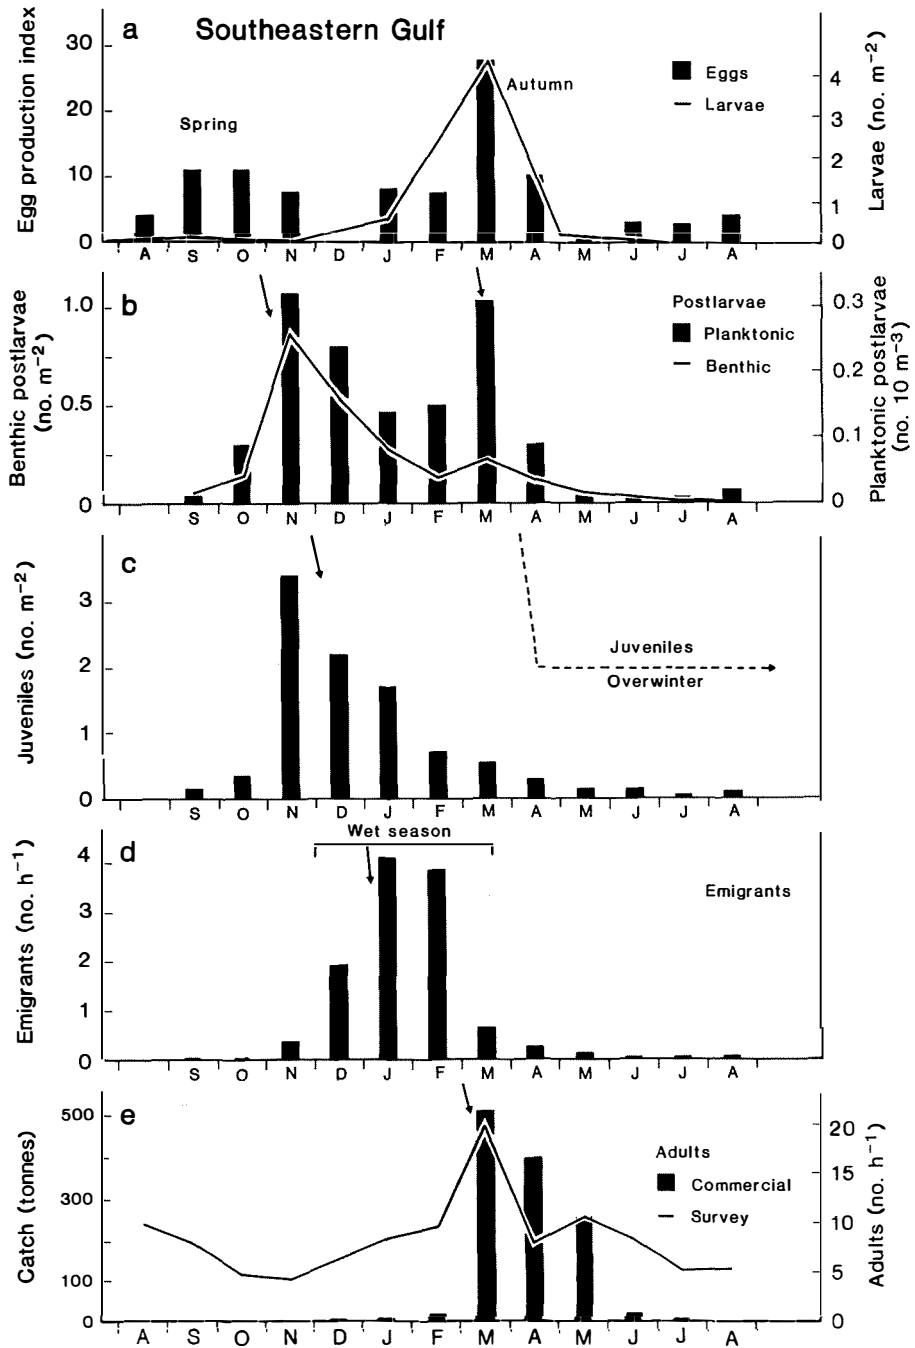 a Southeastern Gulf
Egg production index
30
20
10
0
Spring
Autumn
Eggs
Larvae
4
3
2
1
0
Larvae (no. m⁻²)
A S O N D J F M A M J J A
b
Benthic postlarvae
(no. m⁻²)
1.0
0.5
0
Postlarvae
Planktonic
Benthic
0.3
0.2
0.1
0
Planktonic postlarvae
(no. 10 m⁻³)
S O N D J F M A M J J A
c
Juveniles (no. m⁻²)
3
2
1
0
Juveniles
Overwinter
S O N D J F M A M J J A
d
Wet season
Emigrants (no. h⁻¹)
4
3
2
1
0
Emigrants
S O N D J F M A M J J A
e
Catch (tonnes)
500
300
100
0
Adults
Commercial
Survey
20
15
10
5
0
Adults (no. h⁻¹)
A S O N D J F M A M J J A